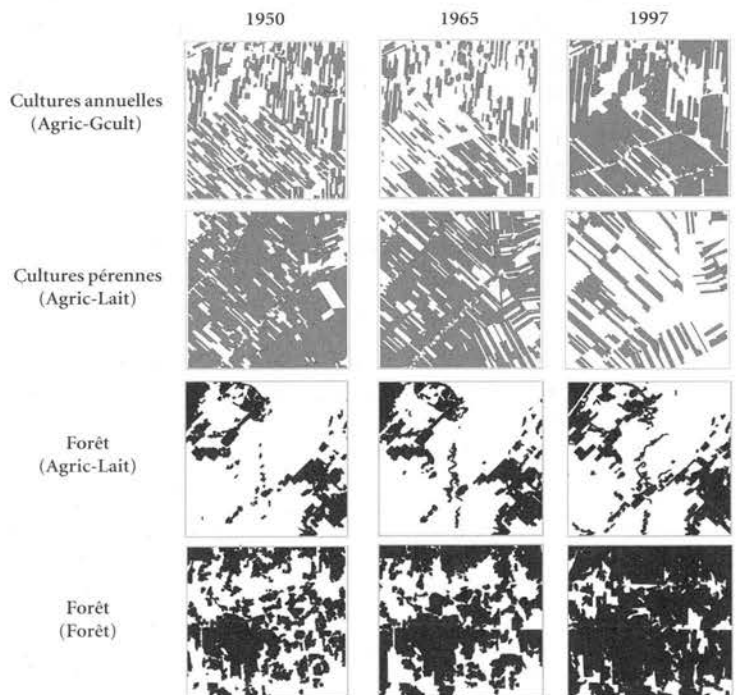 1950 1965 1997
Cultures annuelles
(Agric-Gcult)
Cultures pérennes
(Agric-Lait)
Forêt
(Agric-Lait)
Forêt
(Forêt)